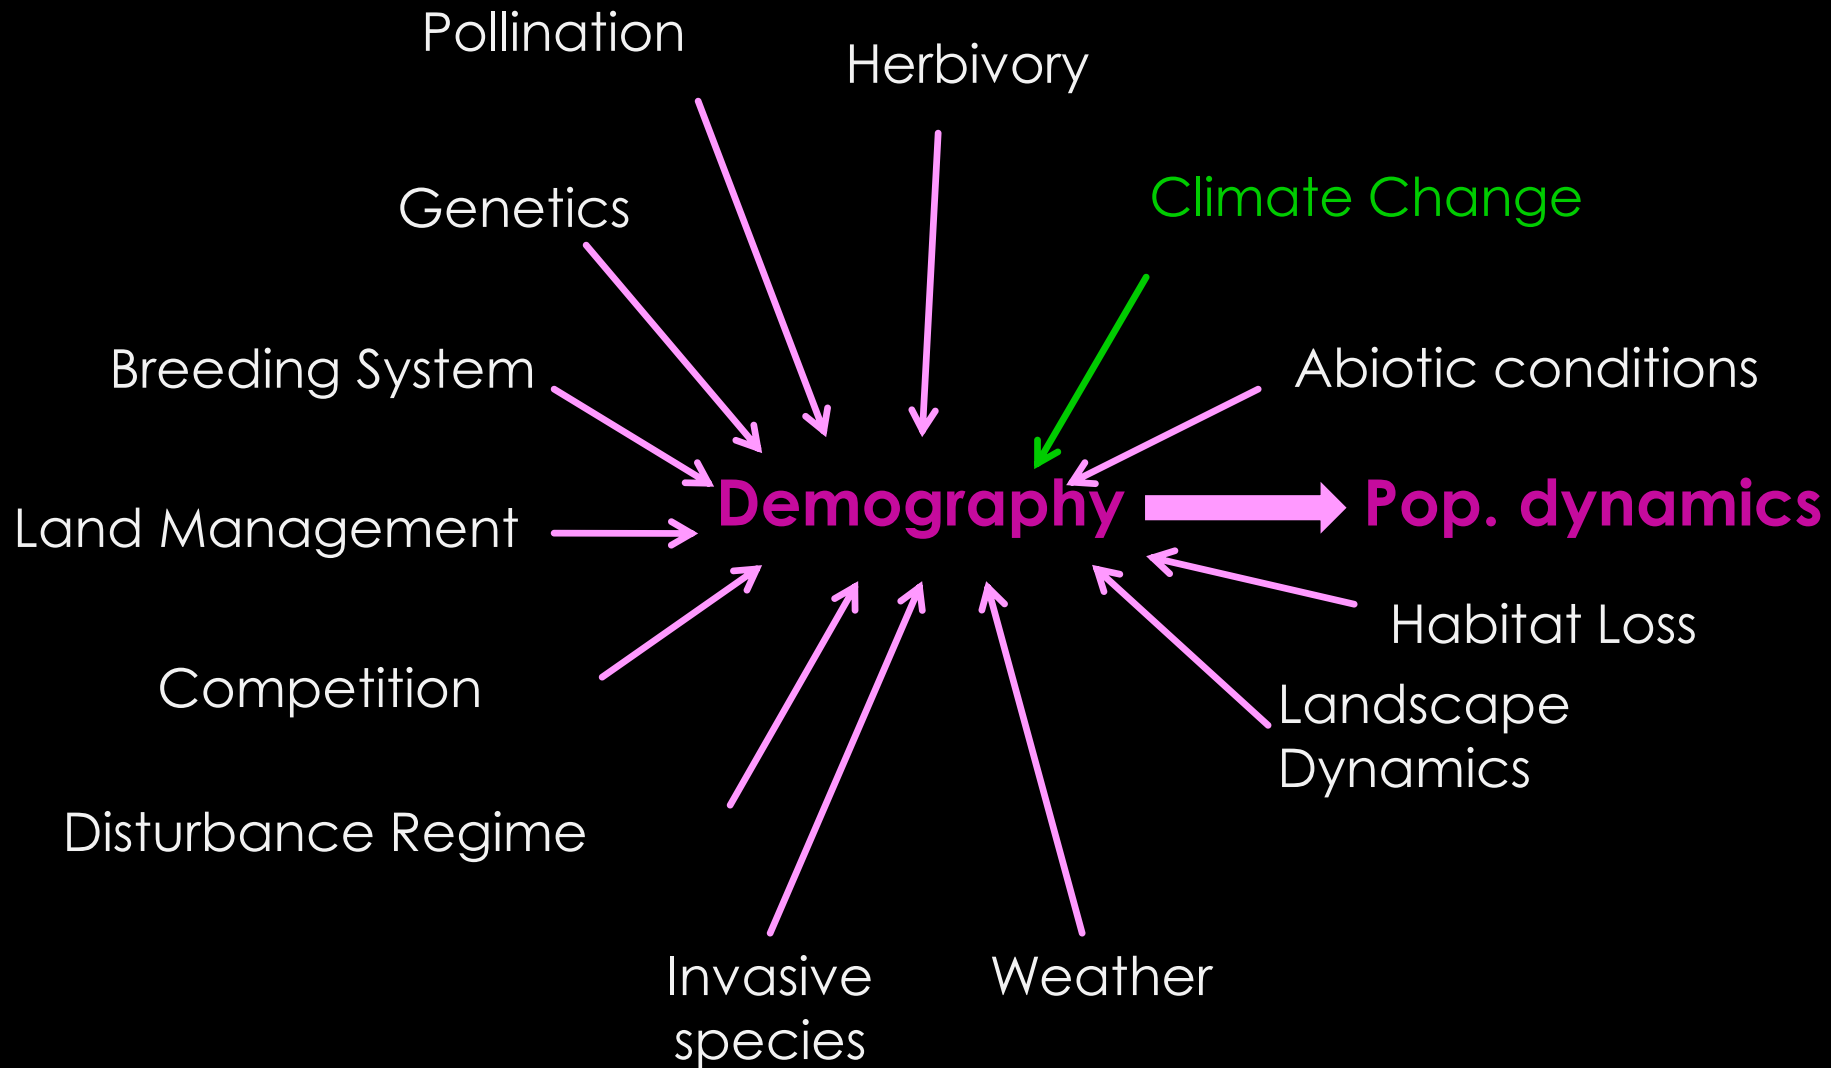 Pollination
Herbivory
Genetics
Climate Change
Breeding System
Abiotic conditions
Demography
Pop. dynamics
Land Management
Habitat Loss
Competition
Landscape
Dynamics
Disturbance Regime
Invasive
species
Weather